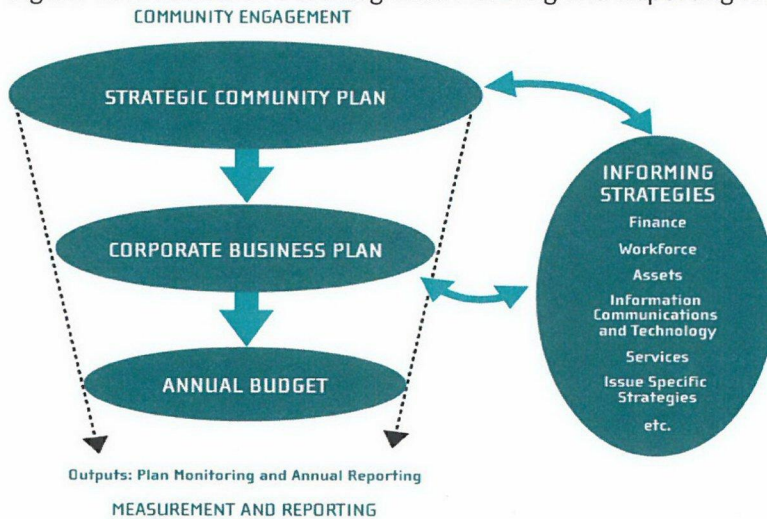 COMMUNITY ENGAGEMENT
STRATEGIC COMMUNITY PLAN
CORPORATE BUSINESS PLAN
ANNUAL BUDGET
Outputs: Plan Monitoring and Annual Reporting
MEASUREMENT AND REPORTING
INFORMING
STRATEGIES
Finance
Workforce
Assets
Information
Communications
and Technology
Services
Issue Specific
Strategies
etc.